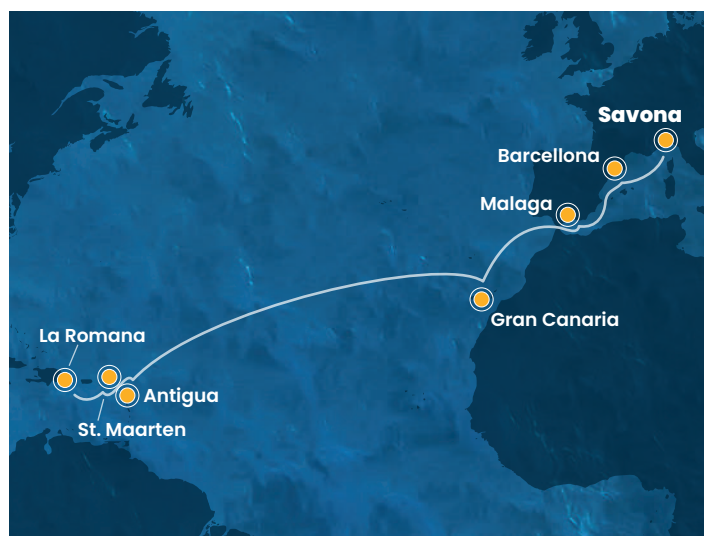 Savona
Barcellona
Malaga
Gran Canaria
La Romana
Antigua
St. Maarten